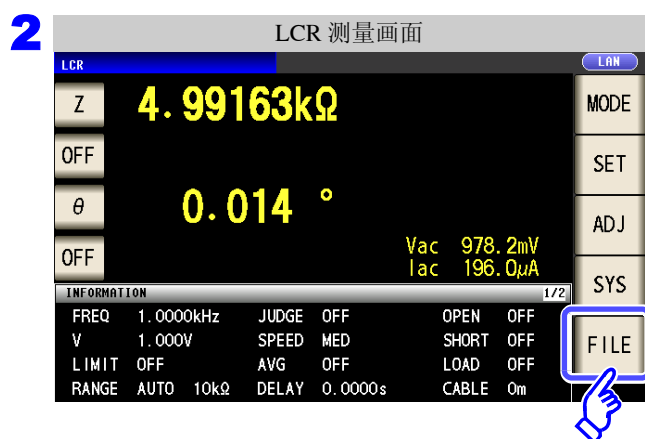 2
LCR 测量画面
LCR
LAN
Z 4.99163kΩ
MODE
OFF
SET
θ 0.014 °
ADJ
OFF
Vac 978.2mV
Iac 196.0μA
SYS
INFORMATION 1/2
FREQ 1.0000kHz JUDGE OFF OPEN OFF
V 1.000V SPEED MED SHORT OFF
FILE
LIMIT OFF AVG OFF LOAD OFF
RANGE AUTO 10kΩ DELAY 0.0000s CABLE 0m